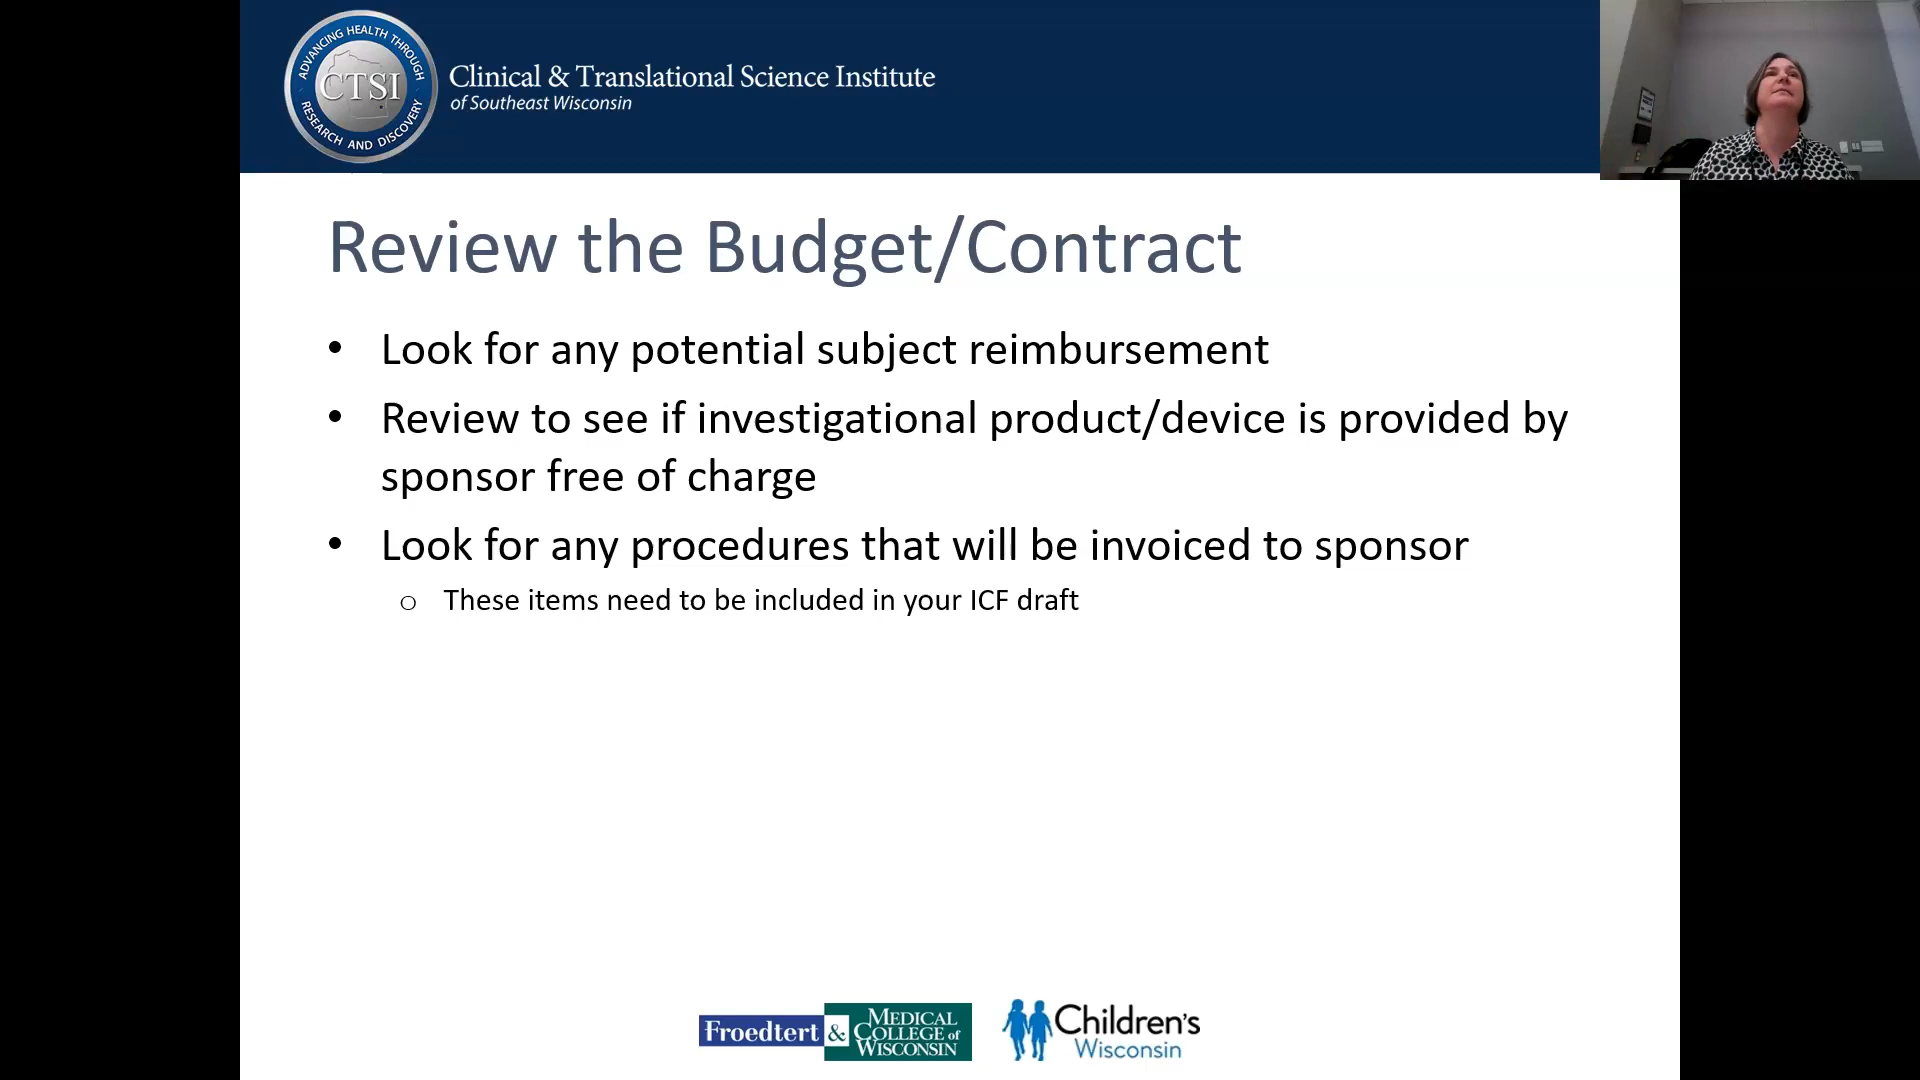 ADVANCING HEALTH THROUGH
CTSI
RESEARCH AND DISCOVERY
Clinical & Translational Science Institute
of Southeast Wisconsin
Review the Budget/Contract
• Look for any potential subject reimbursement
• Review to see if investigational product/device is provided by
sponsor free of charge
• Look for any procedures that will be invoiced to sponsor
o These items need to be included in your ICF draft
Froedtert & MEDICAL
COLLEGE of
WISCONSIN
Children's
Wisconsin